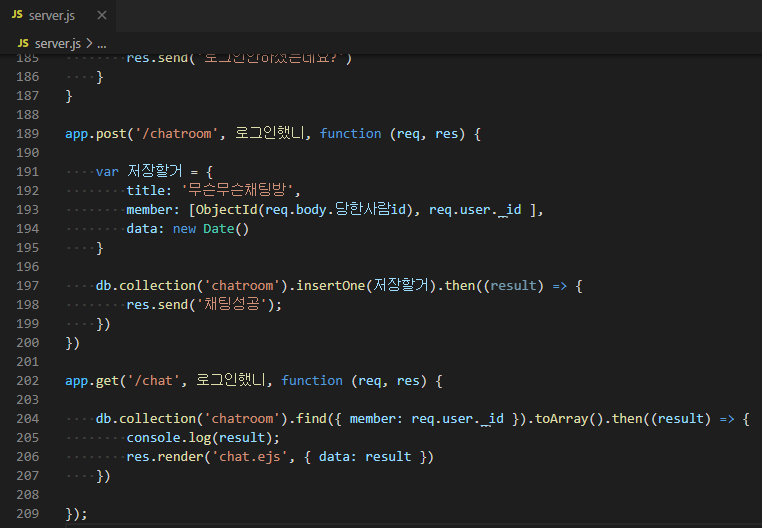 JS server.js ×
JS server.js > ...
185 res.send('로그인안하셨는데요?')
186 }
187 }
188
189 app.post('/chatroom', 로그인했니, function (req, res) {
190
191 var 저장할거 = {
192 title: '무슨무슨채팅방',
193 member: [ObjectId(req.body.당한사람id), req.user._id ],
194 data: new Date()
195 }
196
197 db.collection('chatroom').insertOne(저장할거).then((result) => {
198 res.send('채팅성공');
199 })
200 })
201
202 app.get('/chat', 로그인했니, function (req, res) {
203
204 db.collection('chatroom').find({ member: req.user._id }).toArray().then((result) => {
205 console.log(result);
206 res.render('chat.ejs', { data: result })
207 })
208
209 });